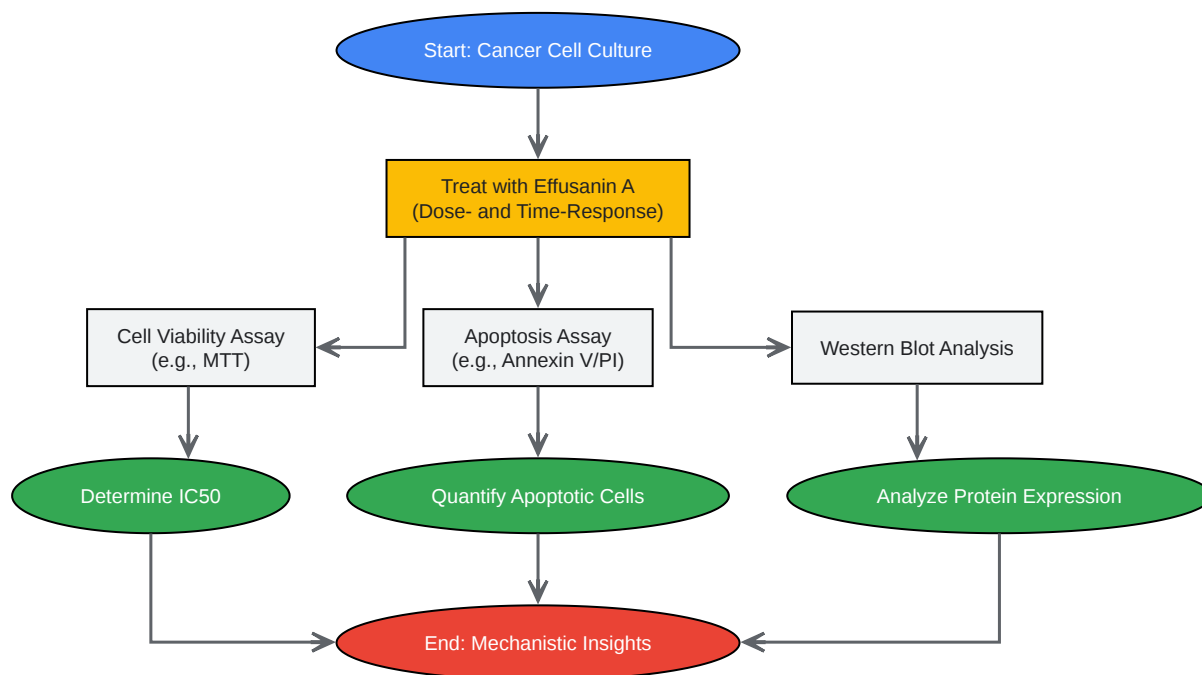 Start: Cancer Cell Culture
Treat with Effusanin A
(Dose- and Time-Response)
Cell Viability Assay
(e.g., MTT)
Apoptosis Assay
(e.g., Annexin V/PI)
Western Blot Analysis
Determine IC50
Quantify Apoptotic Cells
Analyze Protein Expression
End: Mechanistic Insights